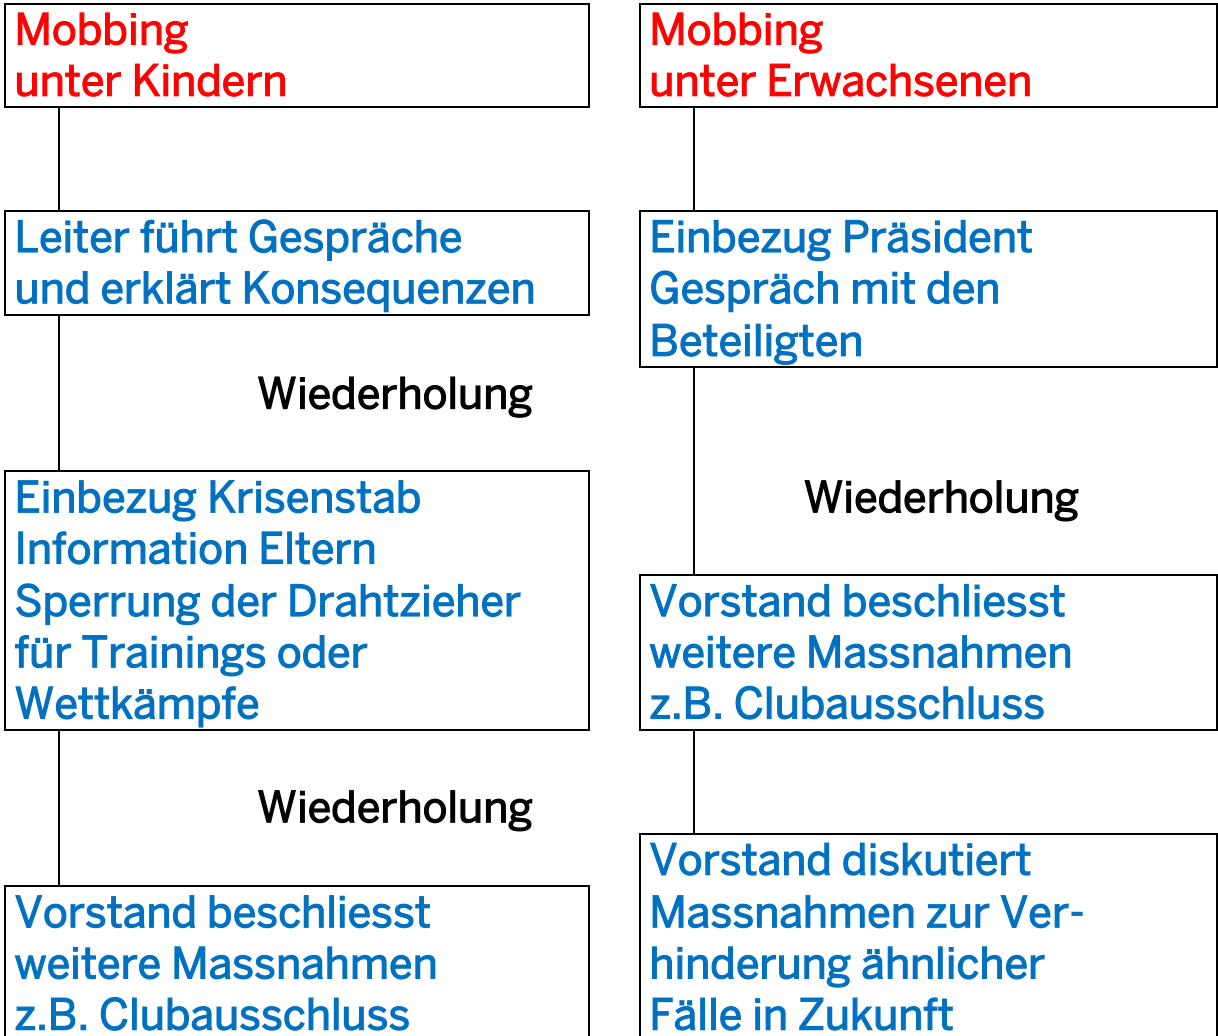 Mobbing
unter Kindern
Leiter führt Gespräche
und erklärt Konsequenzen
Wiederholung
Einbezug Krisenstab
Information Eltern
Sperrung der Drahtzieher
für Trainings oder
Wettkämpfe
Wiederholung
Vorstand beschliesst
weitere Massnahmen
z.B. Clubausschluss
Mobbing
unter Erwachsenen
Einbezug Präsident
Gespräch mit den
Beteiligten
Wiederholung
Vorstand beschliesst
weitere Massnahmen
z.B. Clubausschluss
Vorstand diskutiert
Massnahmen zur Ver-
hinderung ähnlicher
Fälle in Zukunft